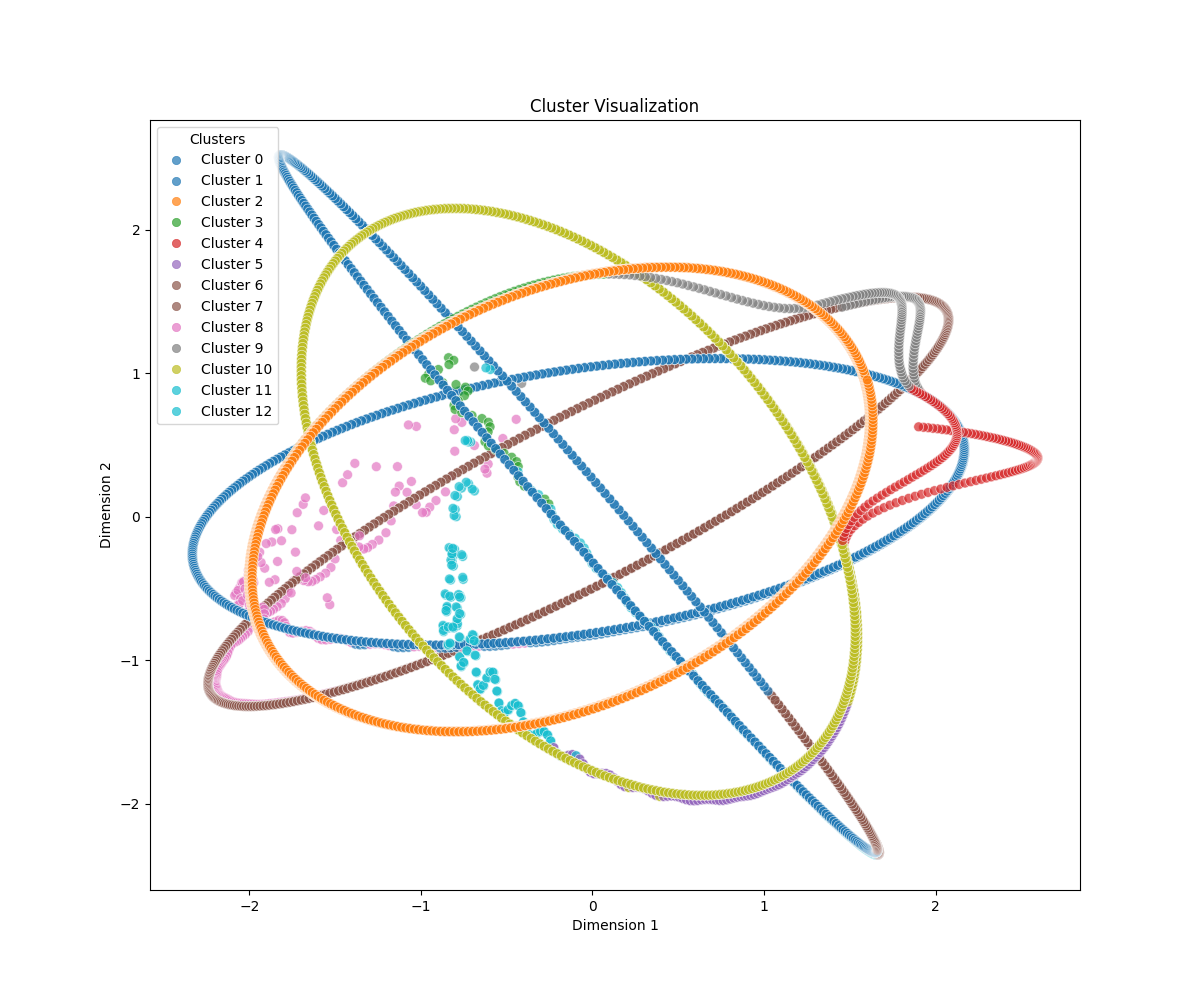 Cluster Visualization
Clusters
Cluster 0
Cluster 1
Cluster 2
Cluster 3
Cluster 4
Cluster 5
Cluster 6
Cluster 7
Cluster 8
Cluster 9
Cluster 10
Cluster 11
Cluster 12
2
1
0
−1
−2
Dimension 2
−2
−1
0
1
2
Dimension 1